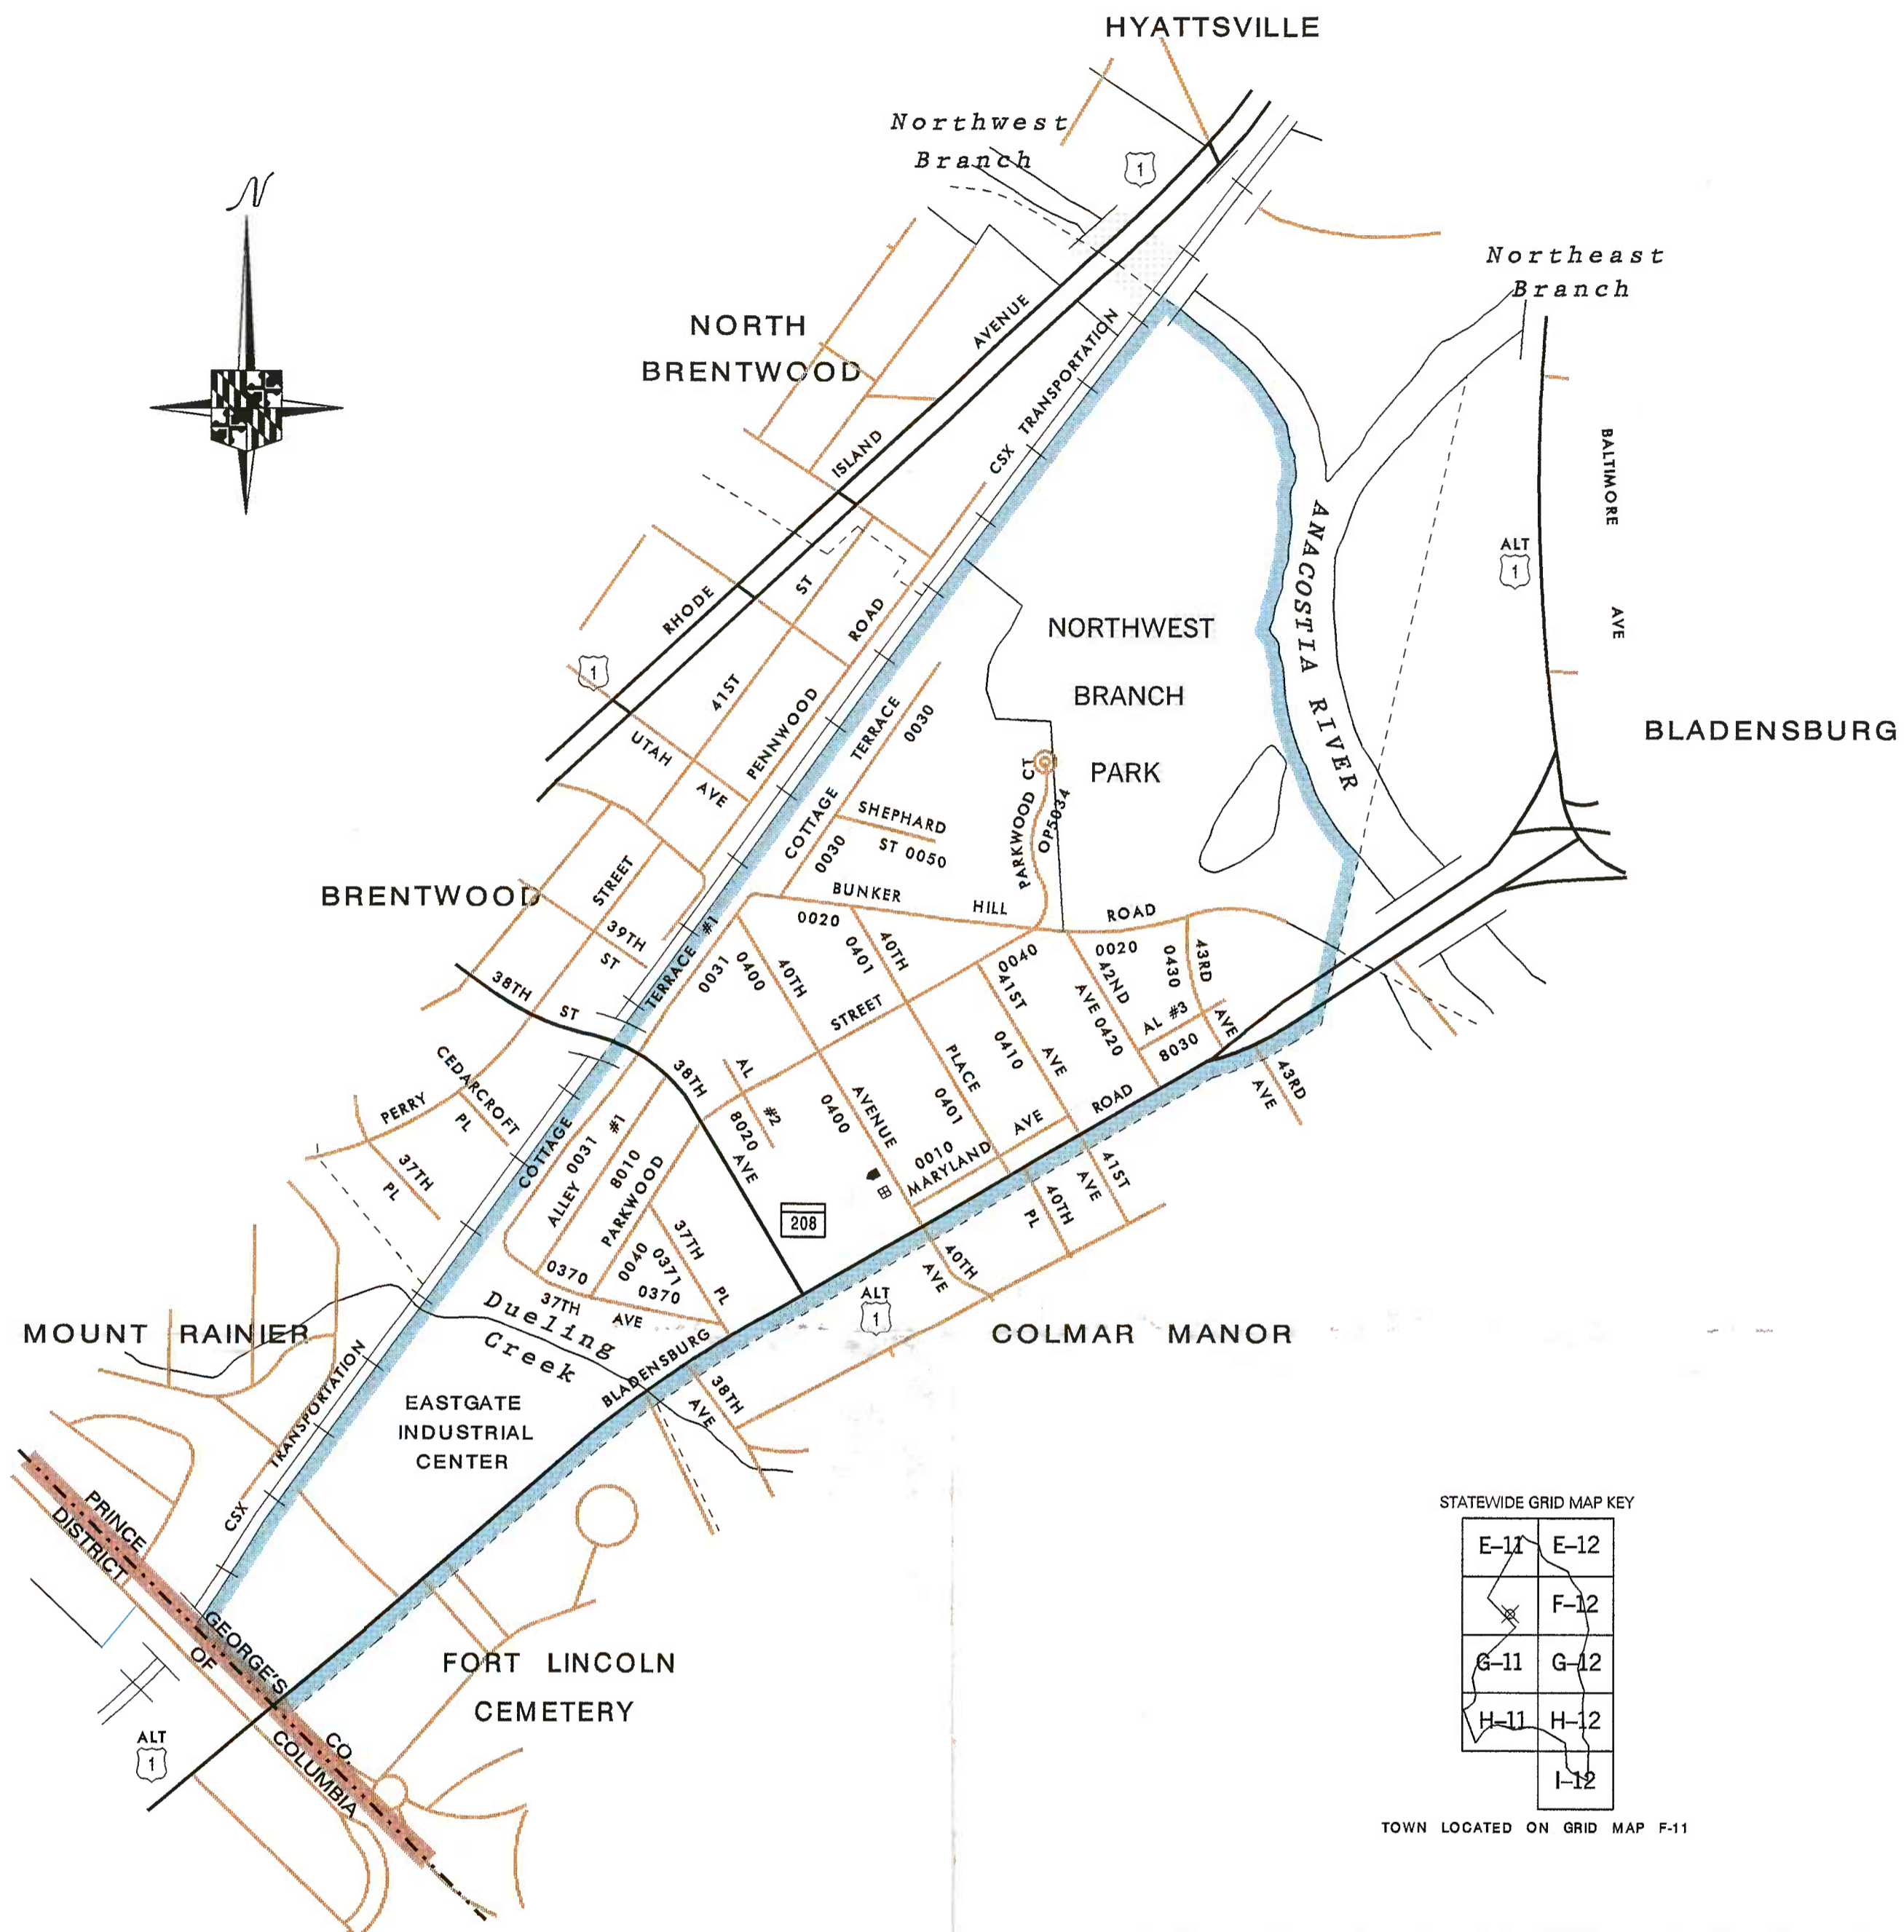 HYATTSVILLE
Northwest
Branch
1
N
Northeast
Branch
NORTH
BRENTWOOD
RHODE ISLAND AVENUE
CSX TRANSPORTATION
BALTIMORE AVE
ALT
1
ANACOSTIA RIVER
NORTHWEST
BRANCH
PARK
BLADENSBURG
1
41ST ST
PENNWOOD ROAD
UTAH AVE
COTTAGE TERRACE
0030
0030
SHEPHARD
ST 0050
PARKWOOD CT
OP5034
BRENTWOOD
STREET
39TH
ST
38TH ST
BUNKER HILL ROAD
0020
0020
COTTAGE TERRACE #1
0031
0400
40TH AVENUE
0400
0401
40TH PLACE
0401
0040
41ST AVE
0410
42ND
AVE 0420
0430
43RD AVE
AL #3
8030
PARKWOOD STREET
0040
AL #2
8020
38TH AVE
PERRY
CEDARCROFT
PL
37TH
PL
ALLEY #1
0031
8010
37TH PL
0371
0370
0370
37TH AVE
208
0010
MARYLAND AVE
BLADENSBURG ROAD
43RD
AVE
41ST
AVE
40TH
PL
40TH
AVE
38TH
AVE
ALT
1
Dueling
Creek
COLMAR MANOR
MOUNT RAINIER
EASTGATE
INDUSTRIAL
CENTER
CSX TRANSPORTATION
PRINCE GEORGE'S CO.
DISTRICT OF COLUMBIA
FORT LINCOLN
CEMETERY
ALT
1
STATEWIDE GRID MAP KEY
E-11 E-12
F-12
G-11 G-12
H-11 H-12
I-12
TOWN LOCATED ON GRID MAP F-11